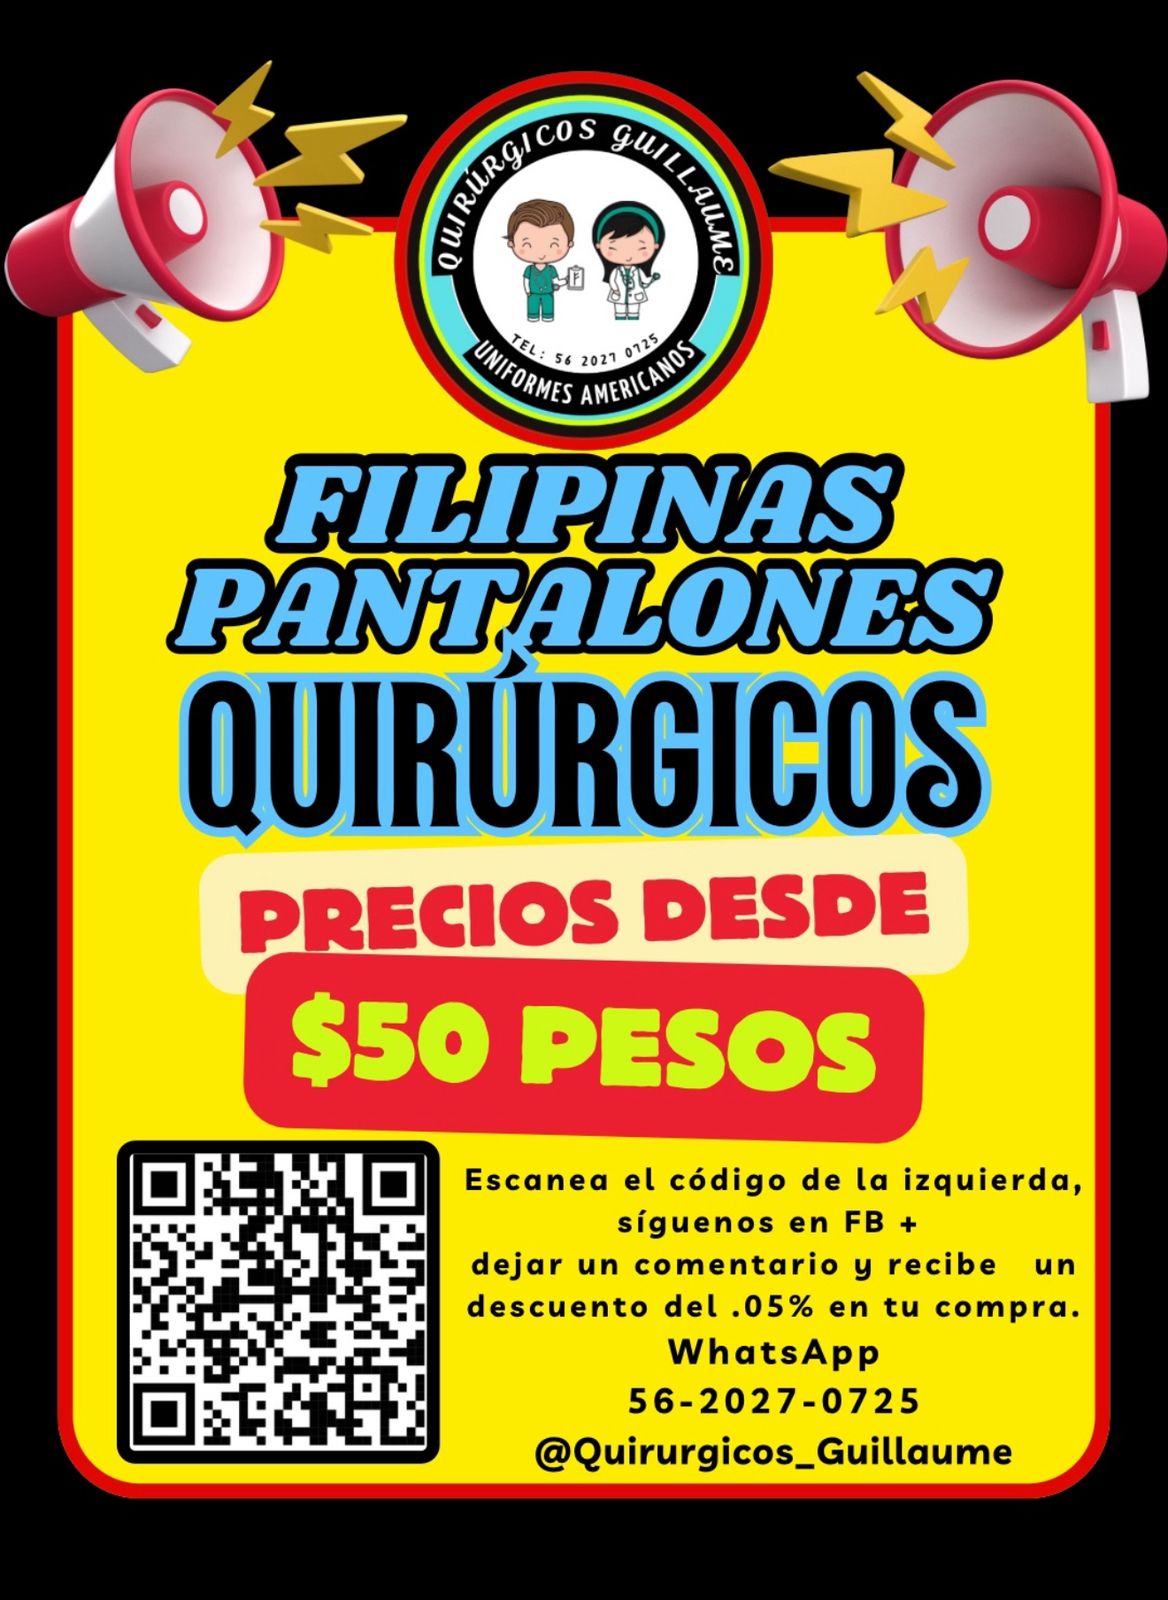 QUIRÚRGICOS GUILLAUME
TEL: 56 2027 0725
UNIFORMES AMERICANOS
FILIPINAS
PANTALONES
QUIRÚRGICOS
PRECIOS DESDE
$50 PESOS
Escanea el código de la izquierda,
síguenos en FB +
dejar un comentario y recibe un
descuento del .05% en tu compra.
WhatsApp
56-2027-0725
@Quirurgicos_Guillaume